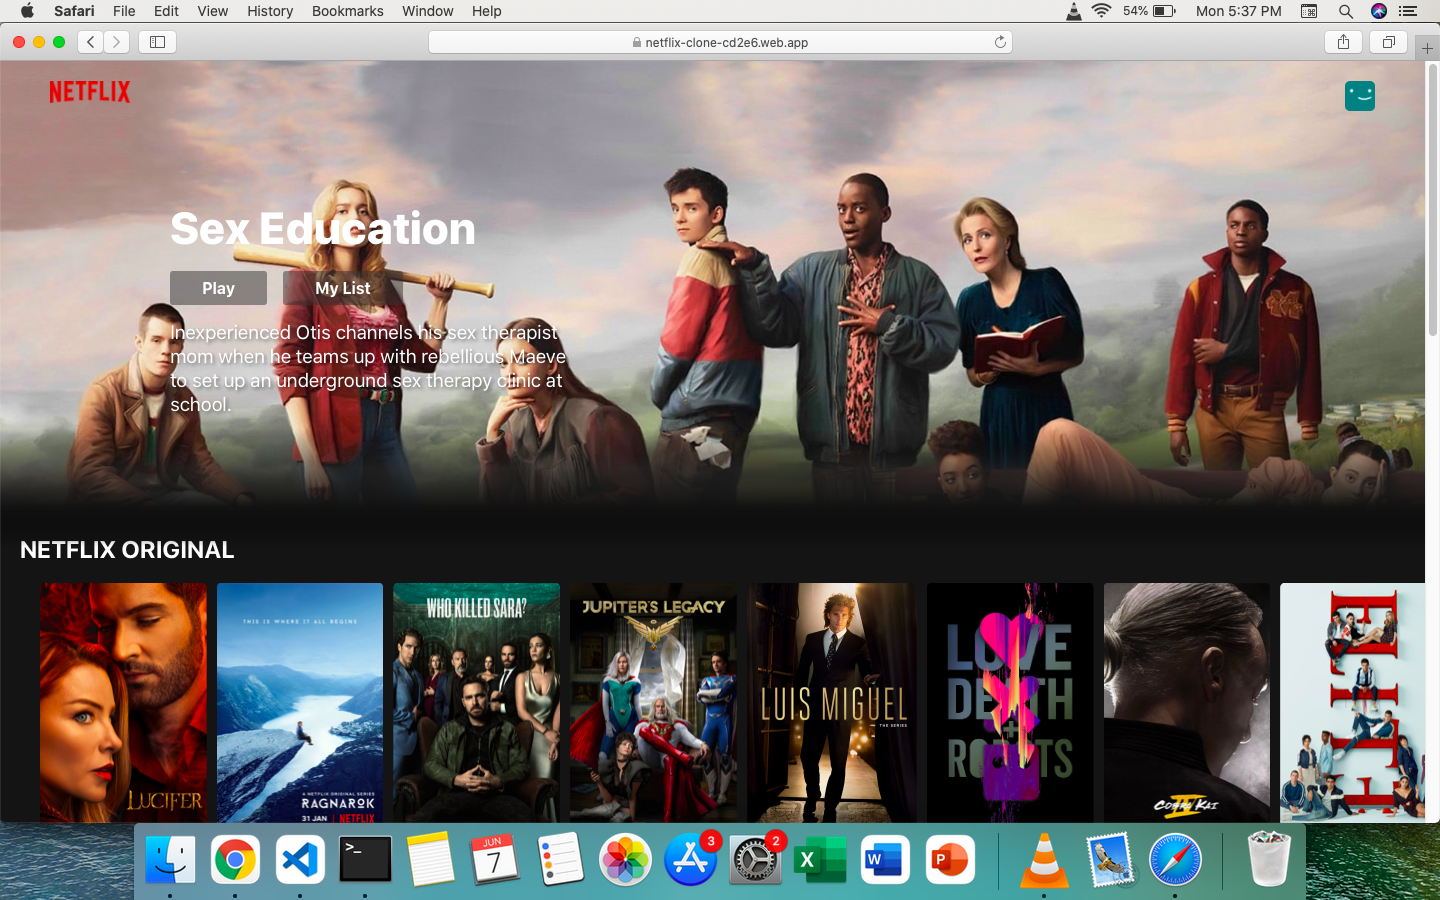 Safari File Edit View History Bookmarks Window Help 54% Mon 5:37 PM
netflix-clone-cd2e6.web.app
NETFLIX
Sex Education
Play My List
Inexperienced Otis channels his sex therapist
mom when he teams up with rebellious Maeve
to set up an underground sex therapy clinic at
school.
NETFLIX ORIGINAL
LUCIFER
THIS IS WHERE IT ALL BEGINS
A NETFLIX ORIGINAL SERIES
RAGNAROK
31 JAN | NETFLIX
WHO KILLED SARA?
JUPITER'S LEGACY
LUIS MIGUEL
THE SERIES
LOVE
DEATH
+
ROBOTS
COBRA KAI
ELITE
>_
JUN
7
3
2
X
W
P